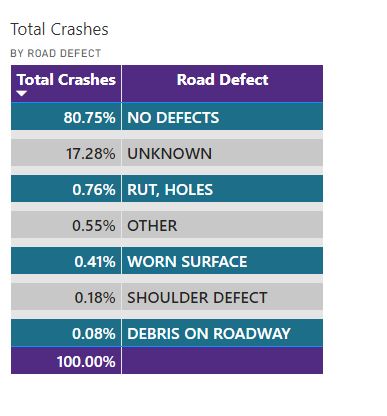 Total Crashes
BY ROAD DEFECT
Total Crashes Road Defect
80.75% NO DEFECTS
17.28% UNKNOWN
0.76% RUT, HOLES
0.55% OTHER
0.41% WORN SURFACE
0.18% SHOULDER DEFECT
0.08% DEBRIS ON ROADWAY
100.00%